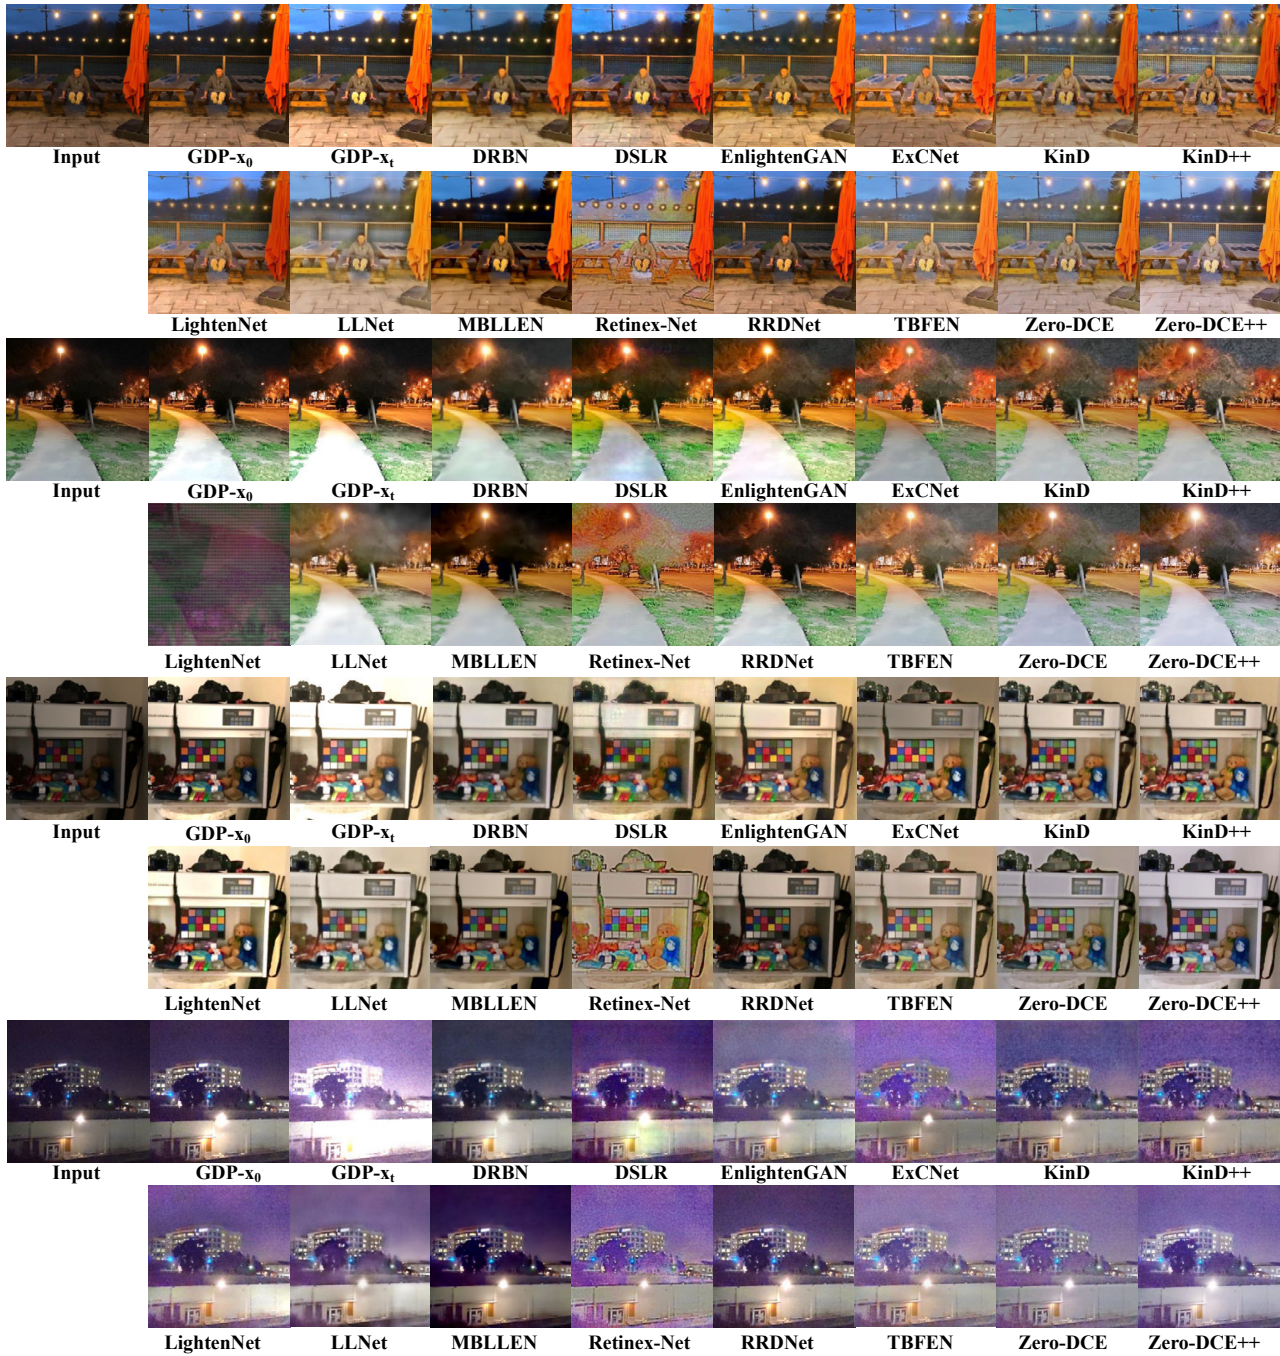 Input GDP-x₀ GDP-xₜ DRBN DSLR EnlightenGAN ExCNet KinD KinD++
LightenNet LLNet MBLLEN Retinex-Net RRDNet TBFEN Zero-DCE Zero-DCE++
Input GDP-x₀ GDP-xₜ DRBN DSLR EnlightenGAN ExCNet KinD KinD++
LightenNet LLNet MBLLEN Retinex-Net RRDNet TBFEN Zero-DCE Zero-DCE++
Input GDP-x₀ GDP-xₜ DRBN DSLR EnlightenGAN ExCNet KinD KinD++
LightenNet LLNet MBLLEN Retinex-Net RRDNet TBFEN Zero-DCE Zero-DCE++
Input GDP-x₀ GDP-xₜ DRBN DSLR EnlightenGAN ExCNet KinD KinD++
LightenNet LLNet MBLLEN Retinex-Net RRDNet TBFEN Zero-DCE Zero-DCE++